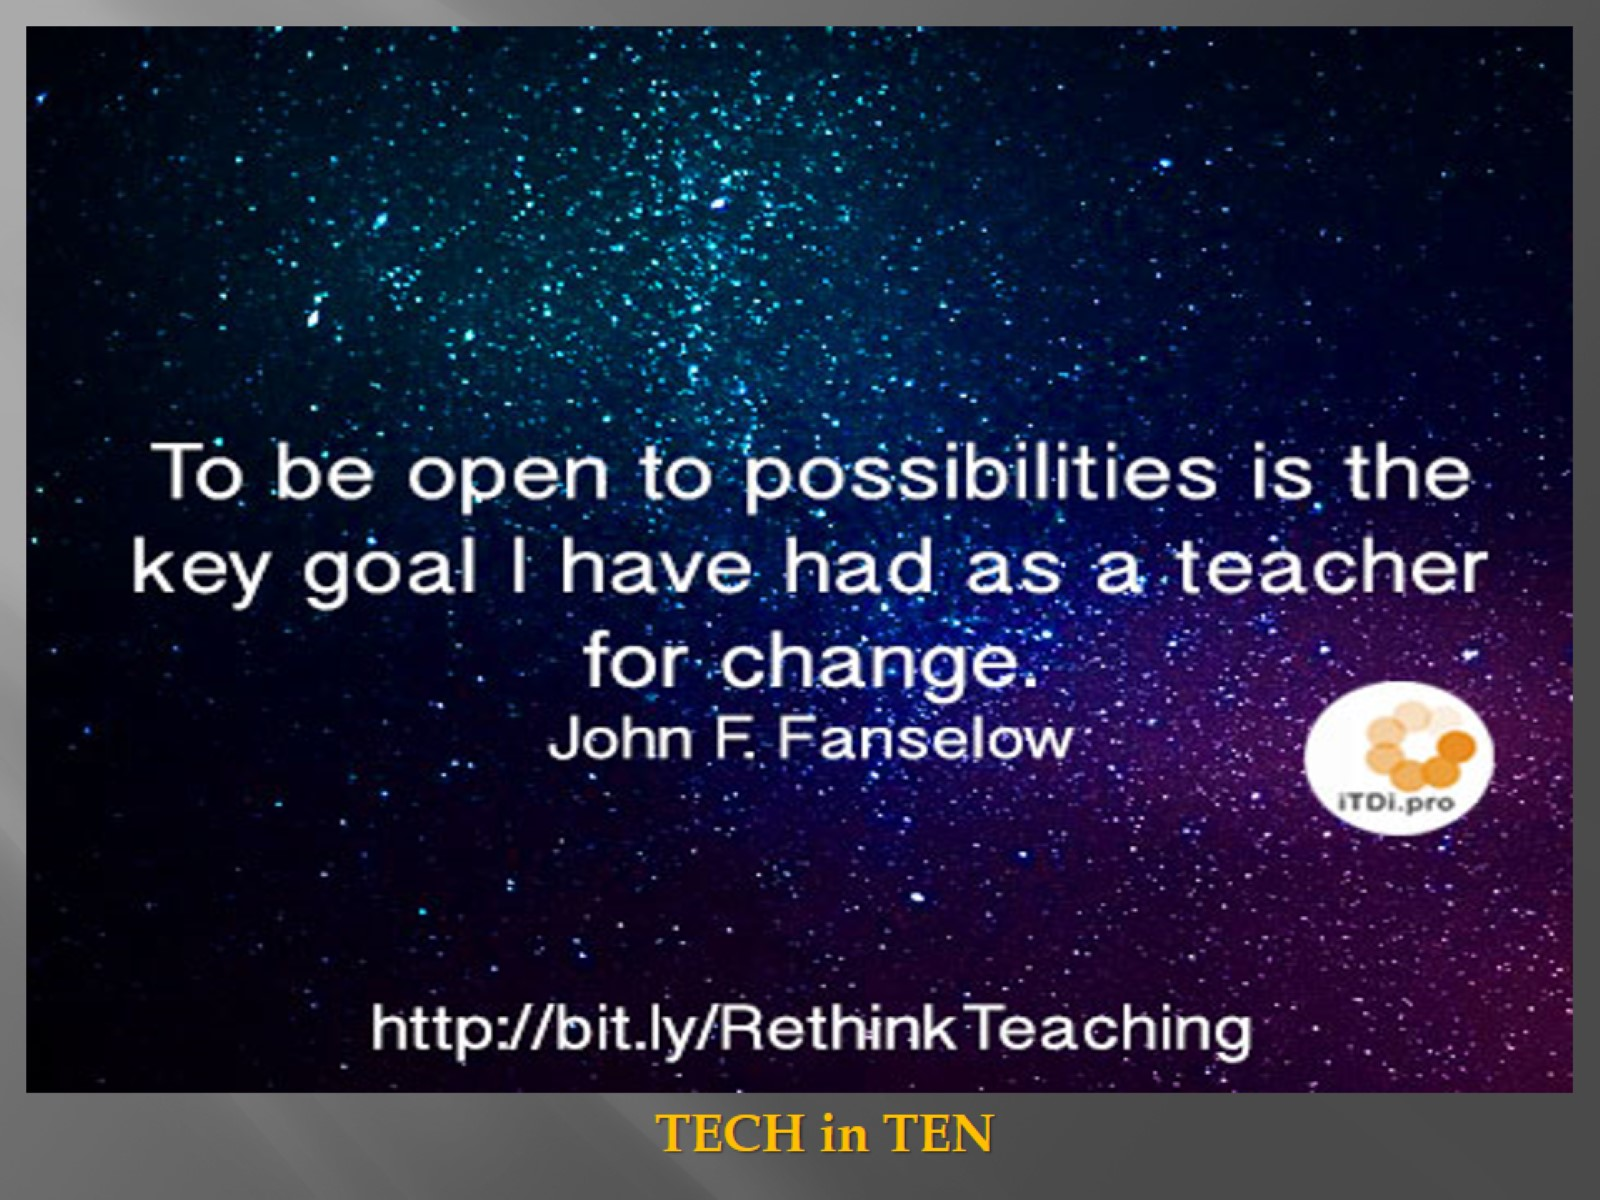 To be open to possibilities is the
key goal I have had as a teacher
for change.
John F. Fanselow
iTDi.pro
http://bit.ly/RethinkTeaching
TECH in TEN